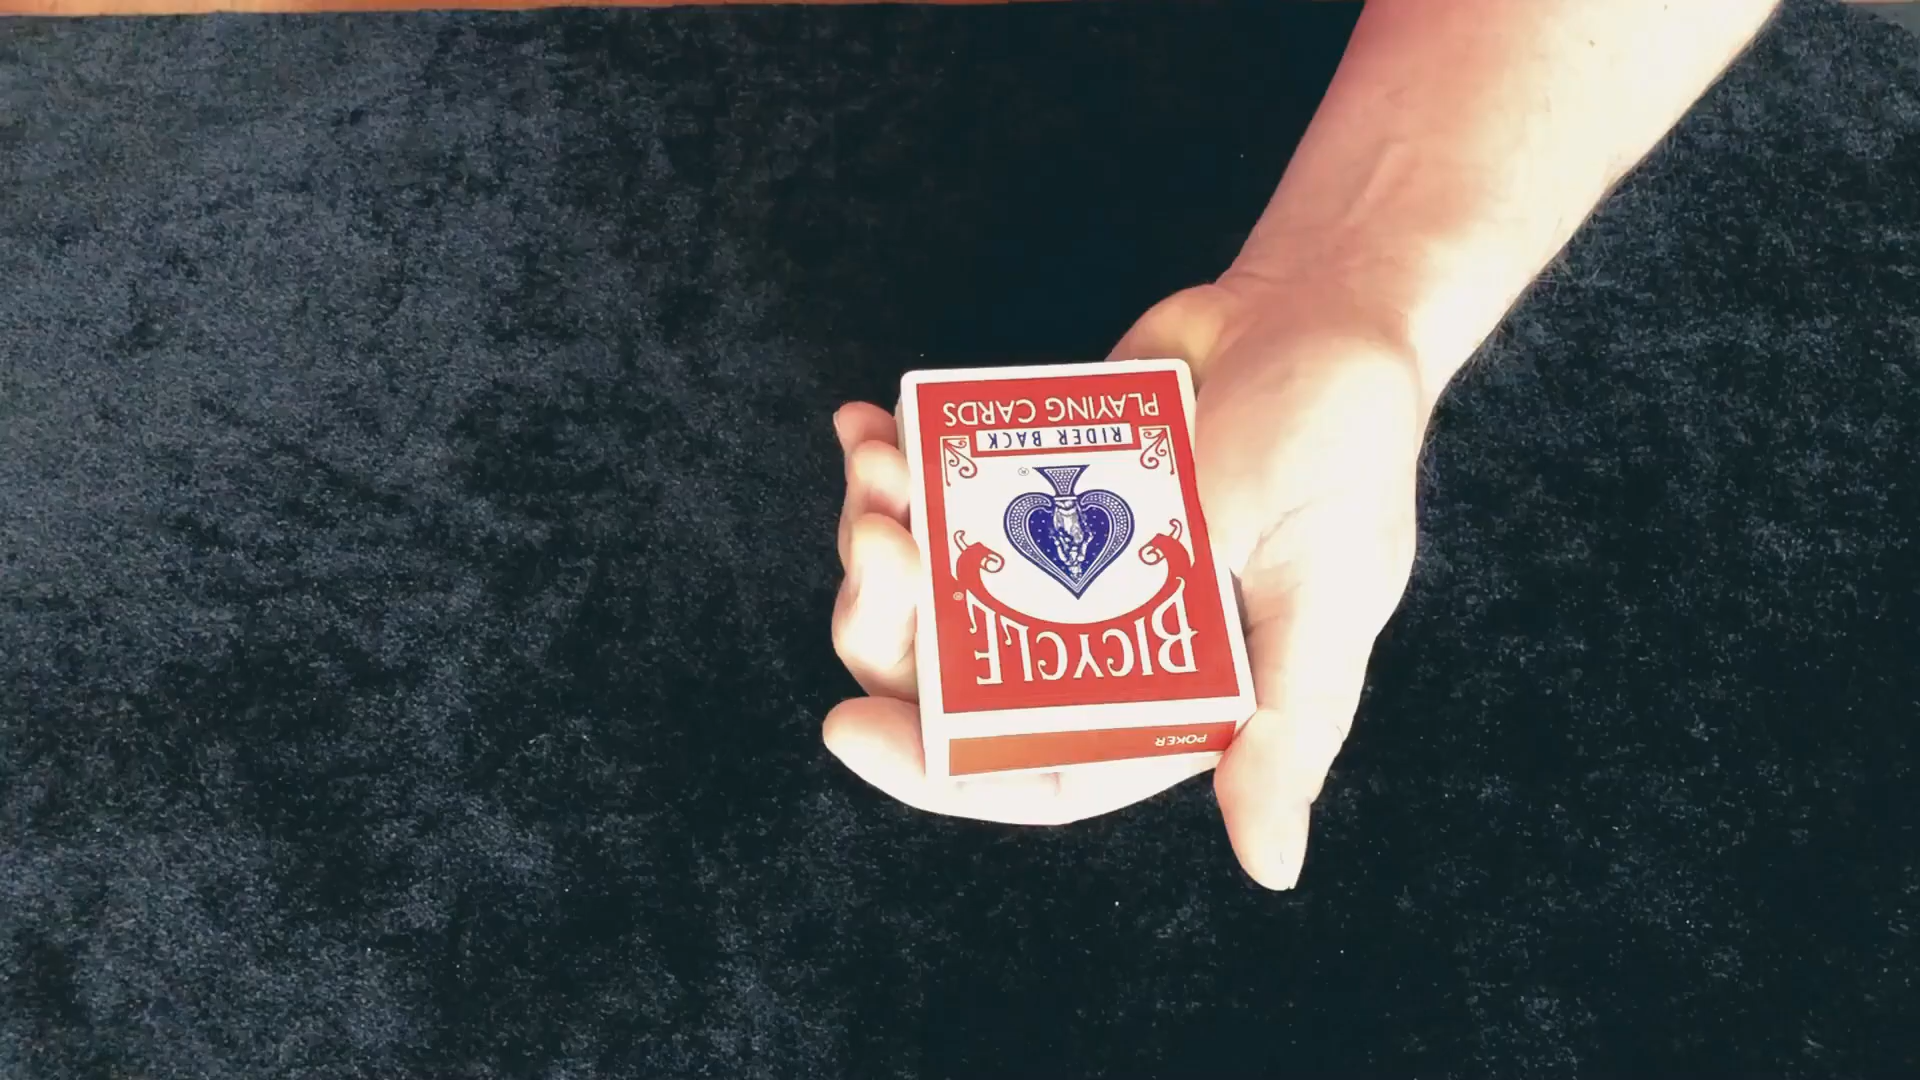 BICYCLE®
®
RIDER BACK
PLAYING CARDS
POKER